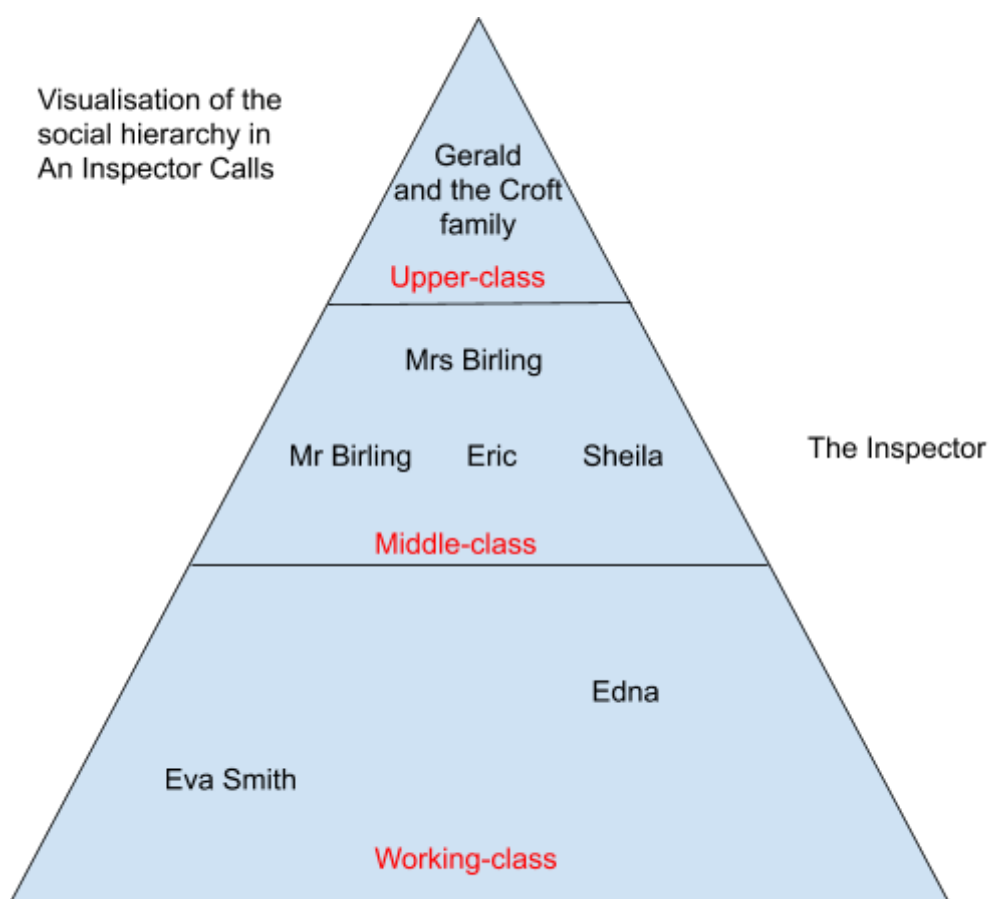 Visualisation of the
social hierarchy in
An Inspector Calls
Gerald
and the Croft
family
Upper-class
Mrs Birling
Mr Birling
Eric
Sheila
The Inspector
Middle-class
Edna
Eva Smith
Working-class